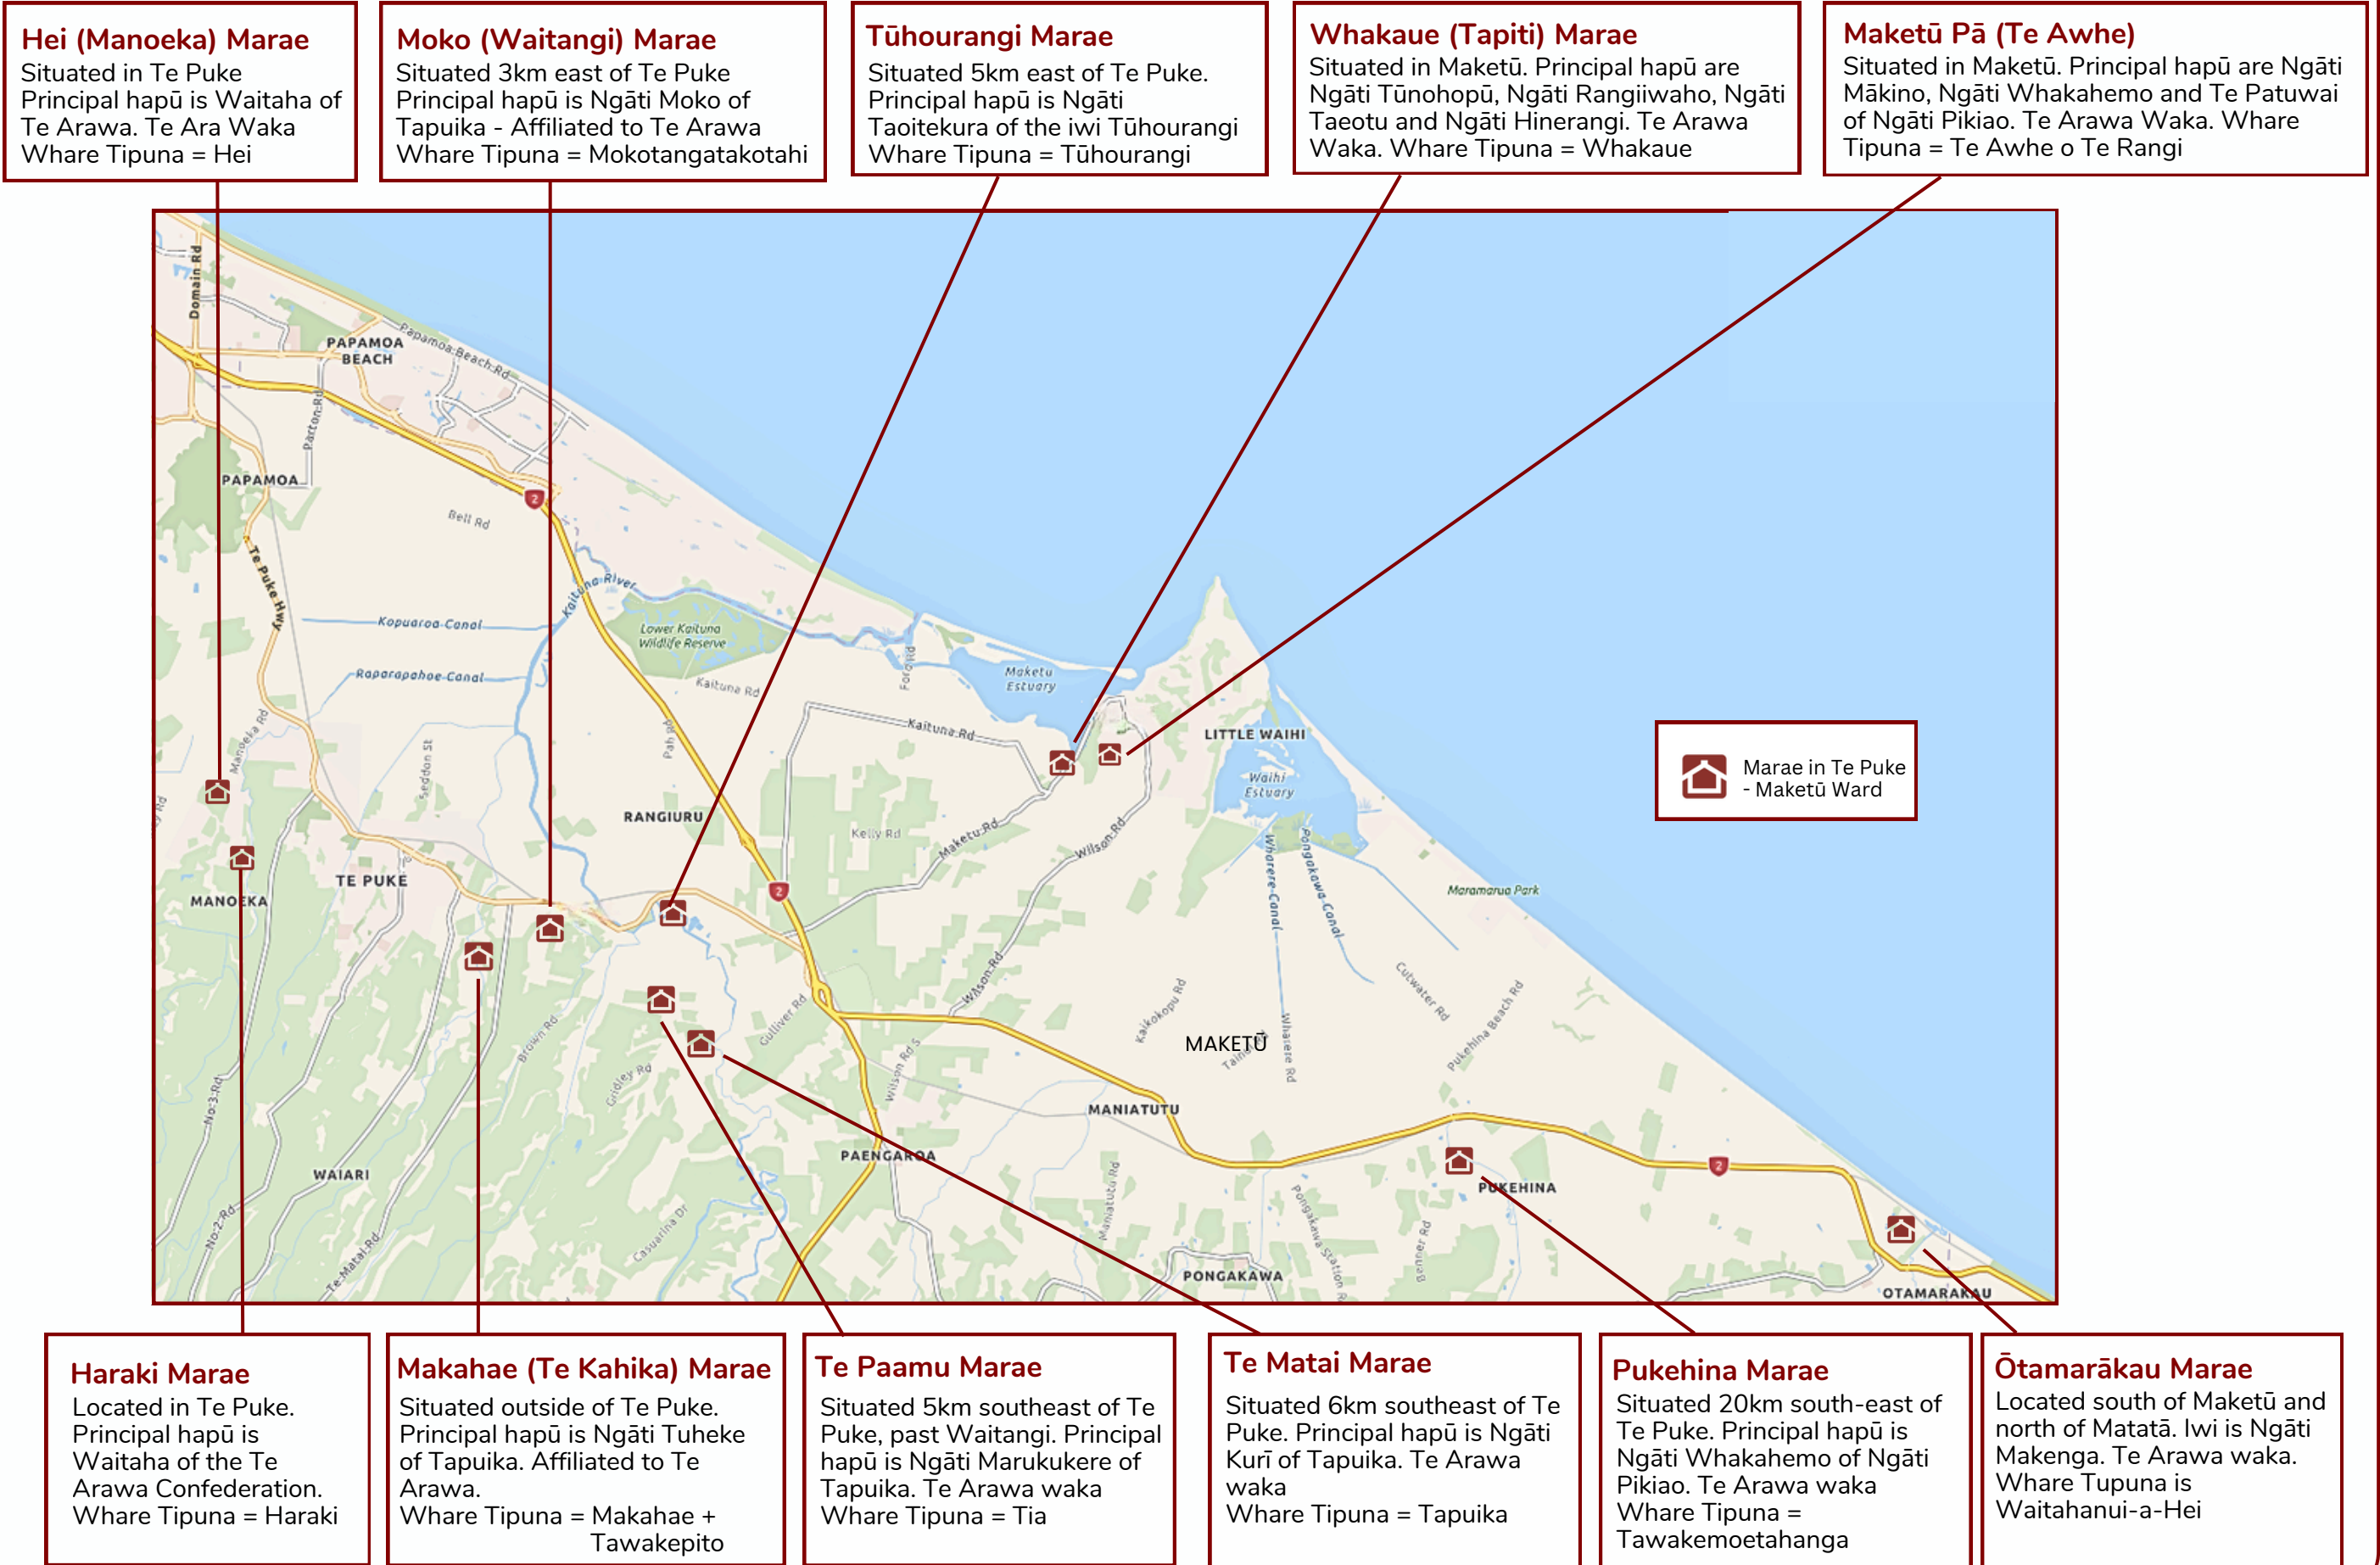 Hei (Manoeka) Marae
Situated in Te Puke
Principal hapū is Waitaha of
Te Arawa. Te Ara Waka
Whare Tipuna = Hei
Moko (Waitangi) Marae
Situated 3km east of Te Puke
Principal hapū is Ngāti Moko of
Tapuika - Affiliated to Te Arawa
Whare Tipuna = Mokotangatakotahi
Tūhourangi Marae
Situated 5km east of Te Puke.
Principal hapū is Ngāti
Taoitekura of the iwi Tūhourangi
Whare Tipuna = Tūhourangi
Whakaue (Tapiti) Marae
Situated in Maketū. Principal hapū are
Ngāti Tūnohopū, Ngāti Rangiiwaho, Ngāti
Taeotu and Ngāti Hinerangi. Te Arawa
Waka. Whare Tipuna = Whakaue
Maketū Pā (Te Awhe)
Situated in Maketū. Principal hapū are Ngāti
Mākino, Ngāti Whakahemo and Te Patuwai
of Ngāti Pikiao. Te Arawa Waka. Whare
Tipuna = Te Awhe o Te Rangi
Domain Rd
PAPAMOA
BEACH
Papamoa Beach Rd
Parton Rd
PAPAMOA
2
Bell Rd
Te Puke Hwy
Kaituna River
Kopuaroa Canal
Lower Kaituna
Wildlife Reserve
Raparapahoe Canal
Kaituna Rd
Ford Rd
Maketu
Estuary
Manoeka Rd
Seddon St
Pah Rd
Kaituna Rd
LITTLE WAIHI
Waihi
Estuary
Marae in Te Puke
- Maketū Ward
RANGIURU
Kelly Rd
Maketu Rd
Wilson Rd
Wharere Canal
Pongakawa Canal
TE PUKE
MANOEKA
2
Maramarua Park
Wilson Rd
Gulliver Rd
Brown Rd
Gridley Rd
Wilson Rd S
Kaikokopu Rd
MAKETŪ
Wharere Rd
Cutwater Rd
Pukehina Beach Rd
No 3 Rd
MANIATUTU
PAENGAROA
WAIARI
Maniatutu Rd
2
PUKEHINA
No 2 Rd
Te Matai Rd
Casuarina Dr
Pongakawa Station R
Benner Rd
PONGAKAWA
OTAMARAKAU
Haraki Marae
Located in Te Puke.
Principal hapū is
Waitaha of the Te
Arawa Confederation.
Whare Tipuna = Haraki
Makahae (Te Kahika) Marae
Situated outside of Te Puke.
Principal hapū is Ngāti Tuheke
of Tapuika. Affiliated to Te
Arawa.
Whare Tipuna = Makahae +
Tawakepito
Te Paamu Marae
Situated 5km southeast of Te
Puke, past Waitangi. Principal
hapū is Ngāti Marukukere of
Tapuika. Te Arawa waka
Whare Tipuna = Tia
Te Matai Marae
Situated 6km southeast of Te
Puke. Principal hapū is Ngāti
Kurī of Tapuika. Te Arawa
waka
Whare Tipuna = Tapuika
Pukehina Marae
Situated 20km south-east of
Te Puke. Principal hapū is
Ngāti Whakahemo of Ngāti
Pikiao. Te Arawa waka
Whare Tipuna =
Tawakemoetahanga
Ōtamarākau Marae
Located south of Maketū and
north of Matatā. Iwi is Ngāti
Makenga. Te Arawa waka.
Whare Tupuna is
Waitahanui-a-Hei